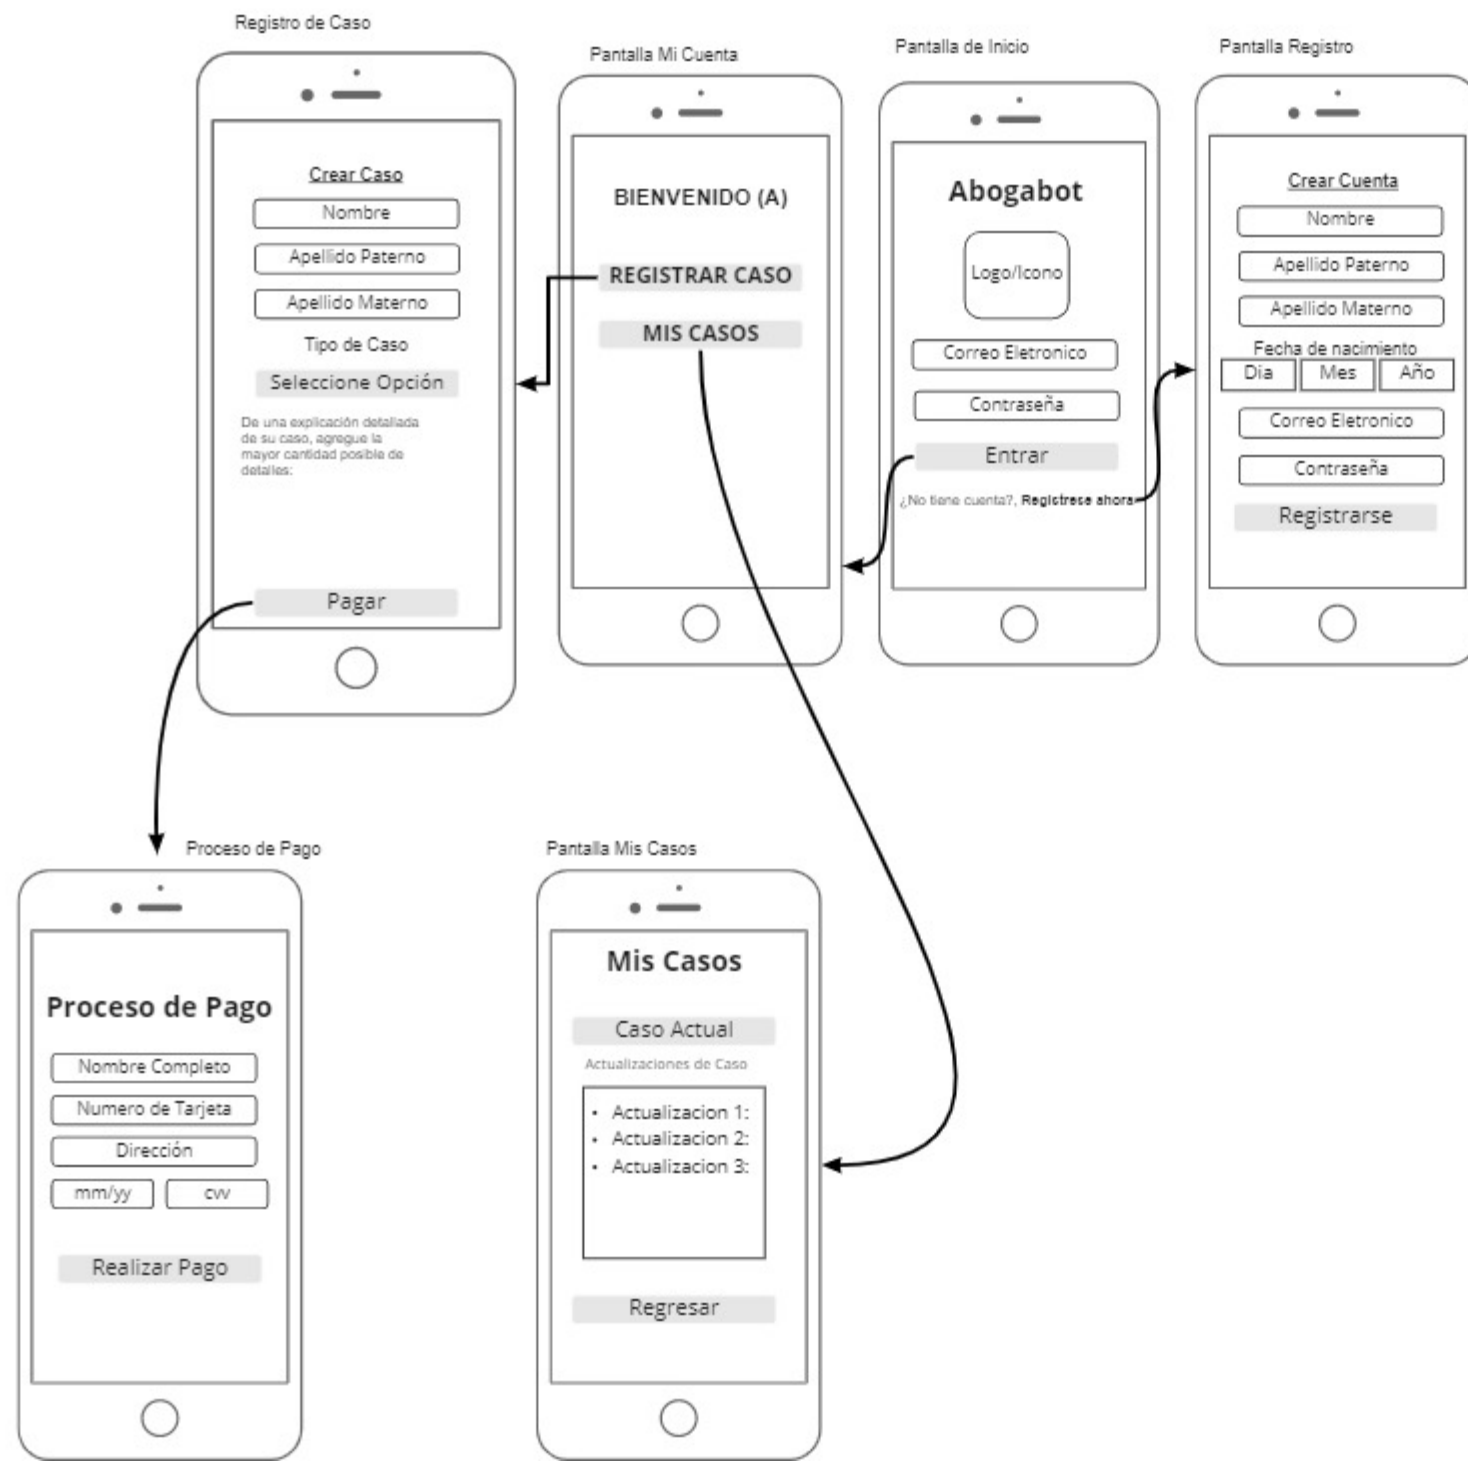 Registro de Caso
Crear Caso
Nombre
Apellido Paterno
Apellido Materno
Tipo de Caso
Seleccione Opción
De una explicación detallada
de su caso, agregue la
mayor cantidad posible de
detalles:
Pagar
Pantalla Mi Cuenta
BIENVENIDO (A)
REGISTRAR CASO
MIS CASOS
Pantalla de Inicio
Abogabot
Logo/Icono
Correo Eletronico
Contraseña
Entrar
¿No tiene cuenta?, Registrese ahora
Pantalla Registro
Crear Cuenta
Nombre
Apellido Paterno
Apellido Materno
Fecha de nacimiento
Dia Mes Año
Correo Eletronico
Contraseña
Registrarse
Proceso de Pago
Proceso de Pago
Nombre Completo
Numero de Tarjeta
Dirección
mm/yy cvv
Realizar Pago
Pantalla Mis Casos
Mis Casos
Caso Actual
Actualizaciones de Caso
• Actualizacion 1:
• Actualizacion 2:
• Actualizacion 3:
Regresar